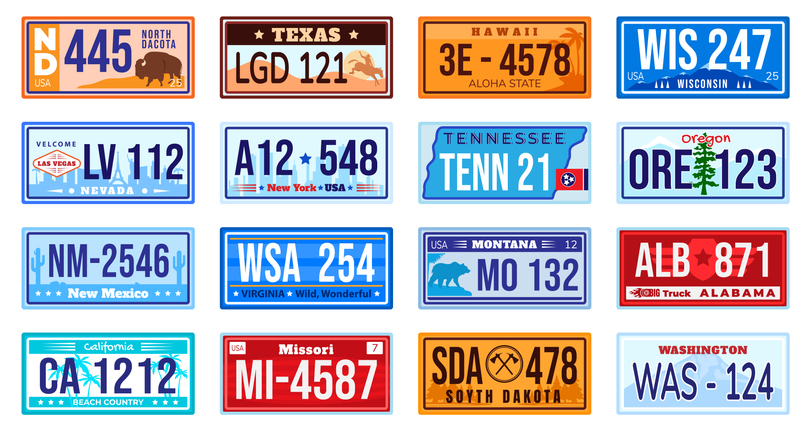 ND 445 NORTH DACOTA
USA 25
TEXAS
LGD 121
HAWAII
3E - 4578
ALOHA STATE
WIS 247
USA WISCONSIN 25
VELCOME
LAS VEGAS
LV 112
NEVADA
A12 548
New York USA
TENNESSEE
TENN 21
Oregon
ORE 123
NM-2546
New Mexico
WSA 254
VIRGINIA Wild, Wonderful
USA MONTANA 12
MO 132
ALB 871
BIG Truck ALABAMA
California
CA 1212
BEACH COUNTRY
USA Missori 7
MI-4587
SDA 478
SOYTH DAKOTA
WASHINGTON
WAS - 124